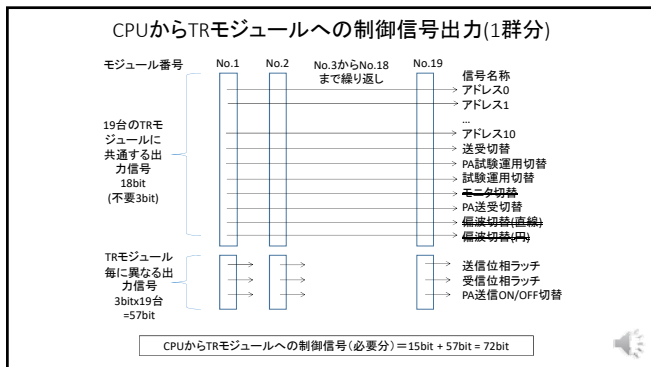 CPUからTRモジュールへの制御信号出力(1群分)
モジュール番号
No.1
No.2
No.3からNo.18
まで繰り返し
No.19
信号名称
アドレス0
アドレス1
…
アドレス10
送受切替
PA試験運用切替
試験運用切替
モニタ切替
PA送受切替
偏波切替(直線)
偏波切替(円)
19台のTRモ
ジュールに
共通する出
力信号
18bit
(不要3bit)
TRモジュール
毎に異なる出
力信号
3bitx19台
=57bit
送信位相ラッチ
受信位相ラッチ
PA送信ON/OFF切替
CPUからTRモジュールへの制御信号(必要分)＝15bit + 57bit = 72bit